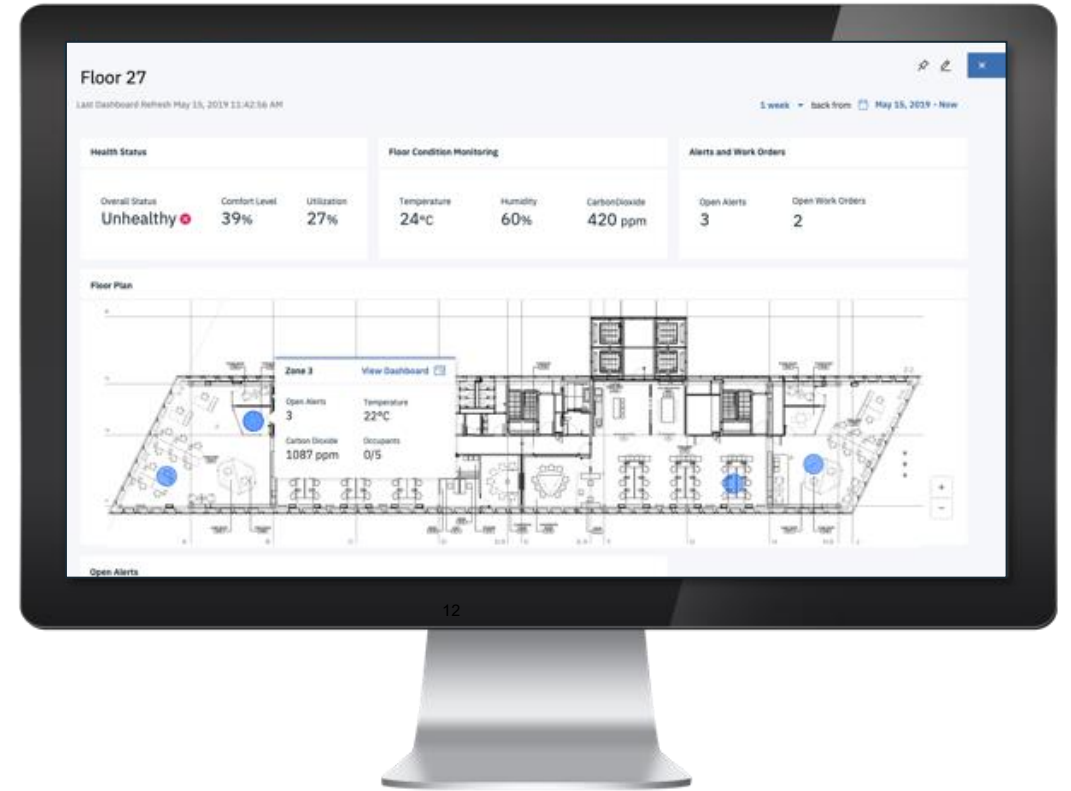 Floor 27
Last Dashboard Refresh May 15, 2019 11:42:56 AM
1 week back from May 15, 2019 - Now
Health Status
Floor Condition Monitoring
Alerts and Work Orders
Overall Status
Comfort Level
Utilization
Temperature
Humidity
CarbonDioxide
Open Alerts
Open Work Orders
Unhealthy
39%
27%
24°C
60%
420 ppm
3
2
Floor Plan
Zone 3
View Dashboard
Open Alerts
Temperature
3
22°C
Carbon Dioxide
Occupants
1087 ppm
0/5
Open Alerts
12